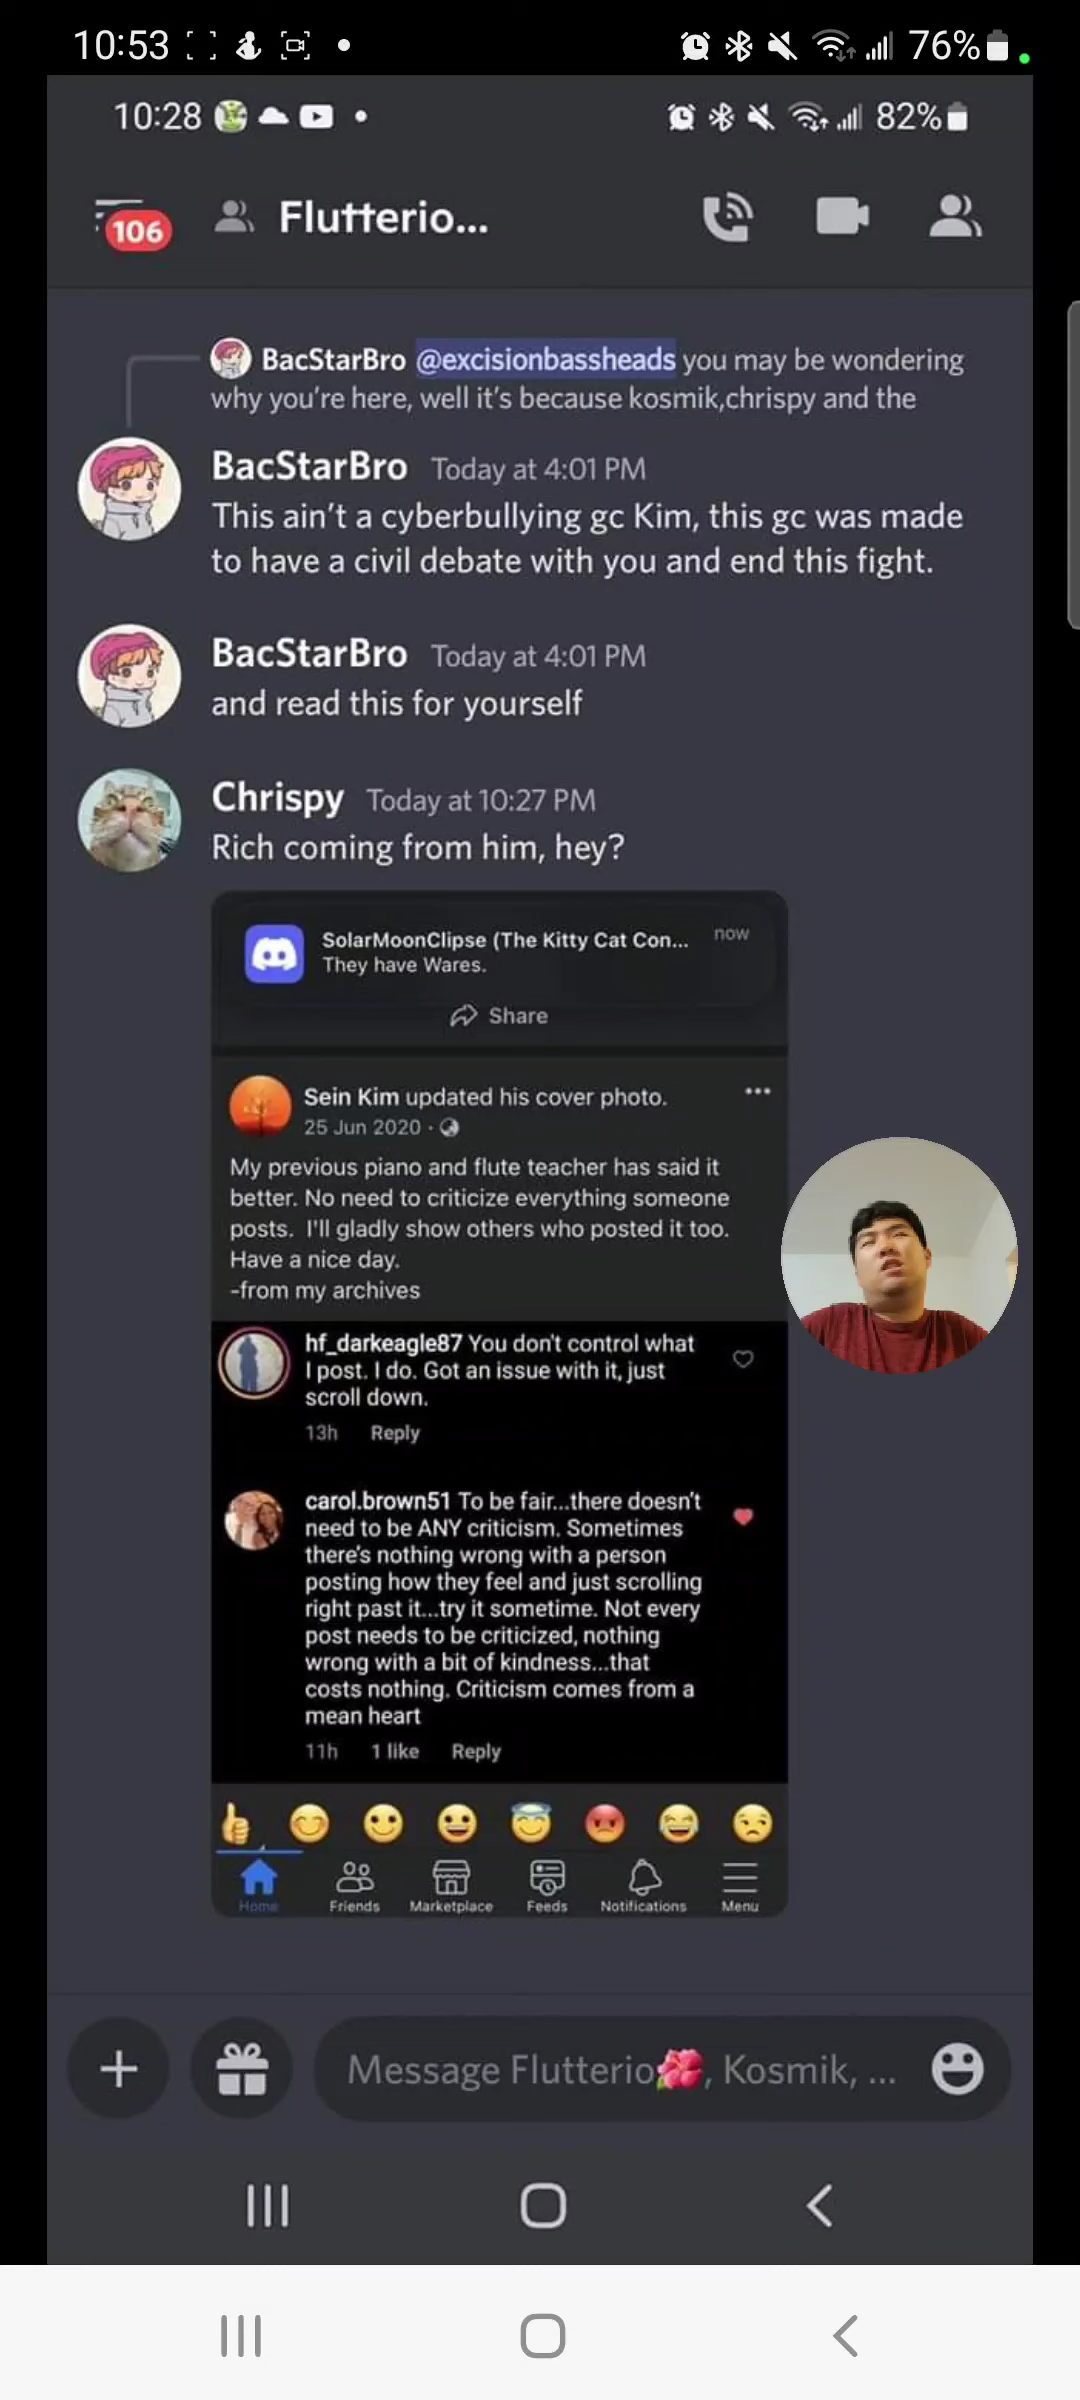 10:53 76%
10:28 82%
106 Flutterio...
BacStarBro @excisionbassheads you may be wondering
why you're here, well it's because kosmik,chrispy and the
BacStarBro Today at 4:01 PM
This ain't a cyberbullying gc Kim, this gc was made
to have a civil debate with you and end this fight.
BacStarBro Today at 4:01 PM
and read this for yourself
Chrispy Today at 10:27 PM
Rich coming from him, hey?
SolarMoonClipse (The Kitty Cat Con... now
They have Wares.
Share
Sein Kim updated his cover photo.
25 Jun 2020 ·
My previous piano and flute teacher has said it
better. No need to criticize everything someone
posts. I'll gladly show others who posted it too.
Have a nice day.
-from my archives
hf_darkeagle87 You don't control what
I post. I do. Got an issue with it, just
scroll down.
13h Reply
carol.brown51 To be fair...there doesn't
need to be ANY criticism. Sometimes
there's nothing wrong with a person
posting how they feel and just scrolling
right past it...try it sometime. Not every
post needs to be criticized, nothing
wrong with a bit of kindness...that
costs nothing. Criticism comes from a
mean heart
11h 1 like Reply
Home Friends Marketplace Feeds Notifications Menu
Message Flutterio🌺, Kosmik, ...